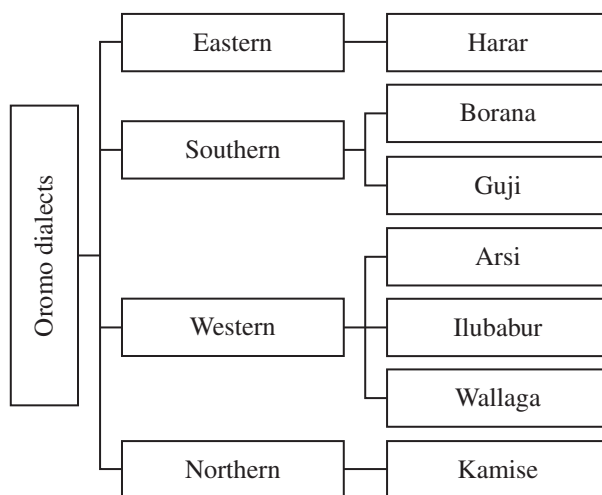 Oromo dialects
Eastern
Harar
Southern
Borana
Guji
Western
Arsi
Ilubabur
Wallaga
Northern
Kamise